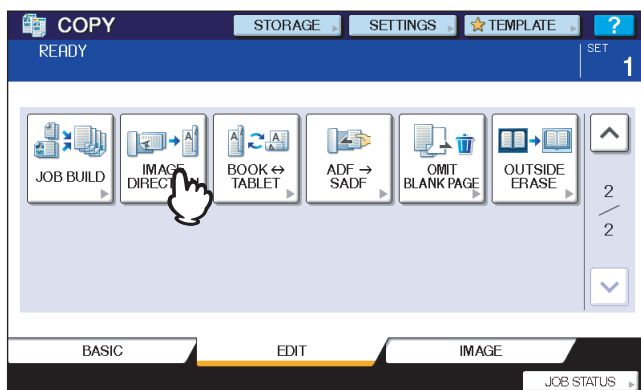 COPY
STORAGE
SETTINGS
TEMPLATE
?
READY
SET
1
JOB BUILD
IMAGE
BOOK ↔
TABLET
ADF →
SADF
OMIT
BLANK PAGE
OUTSIDE
ERASE
2
/
2
BASIC
EDIT
IMAGE
JOB STATUS